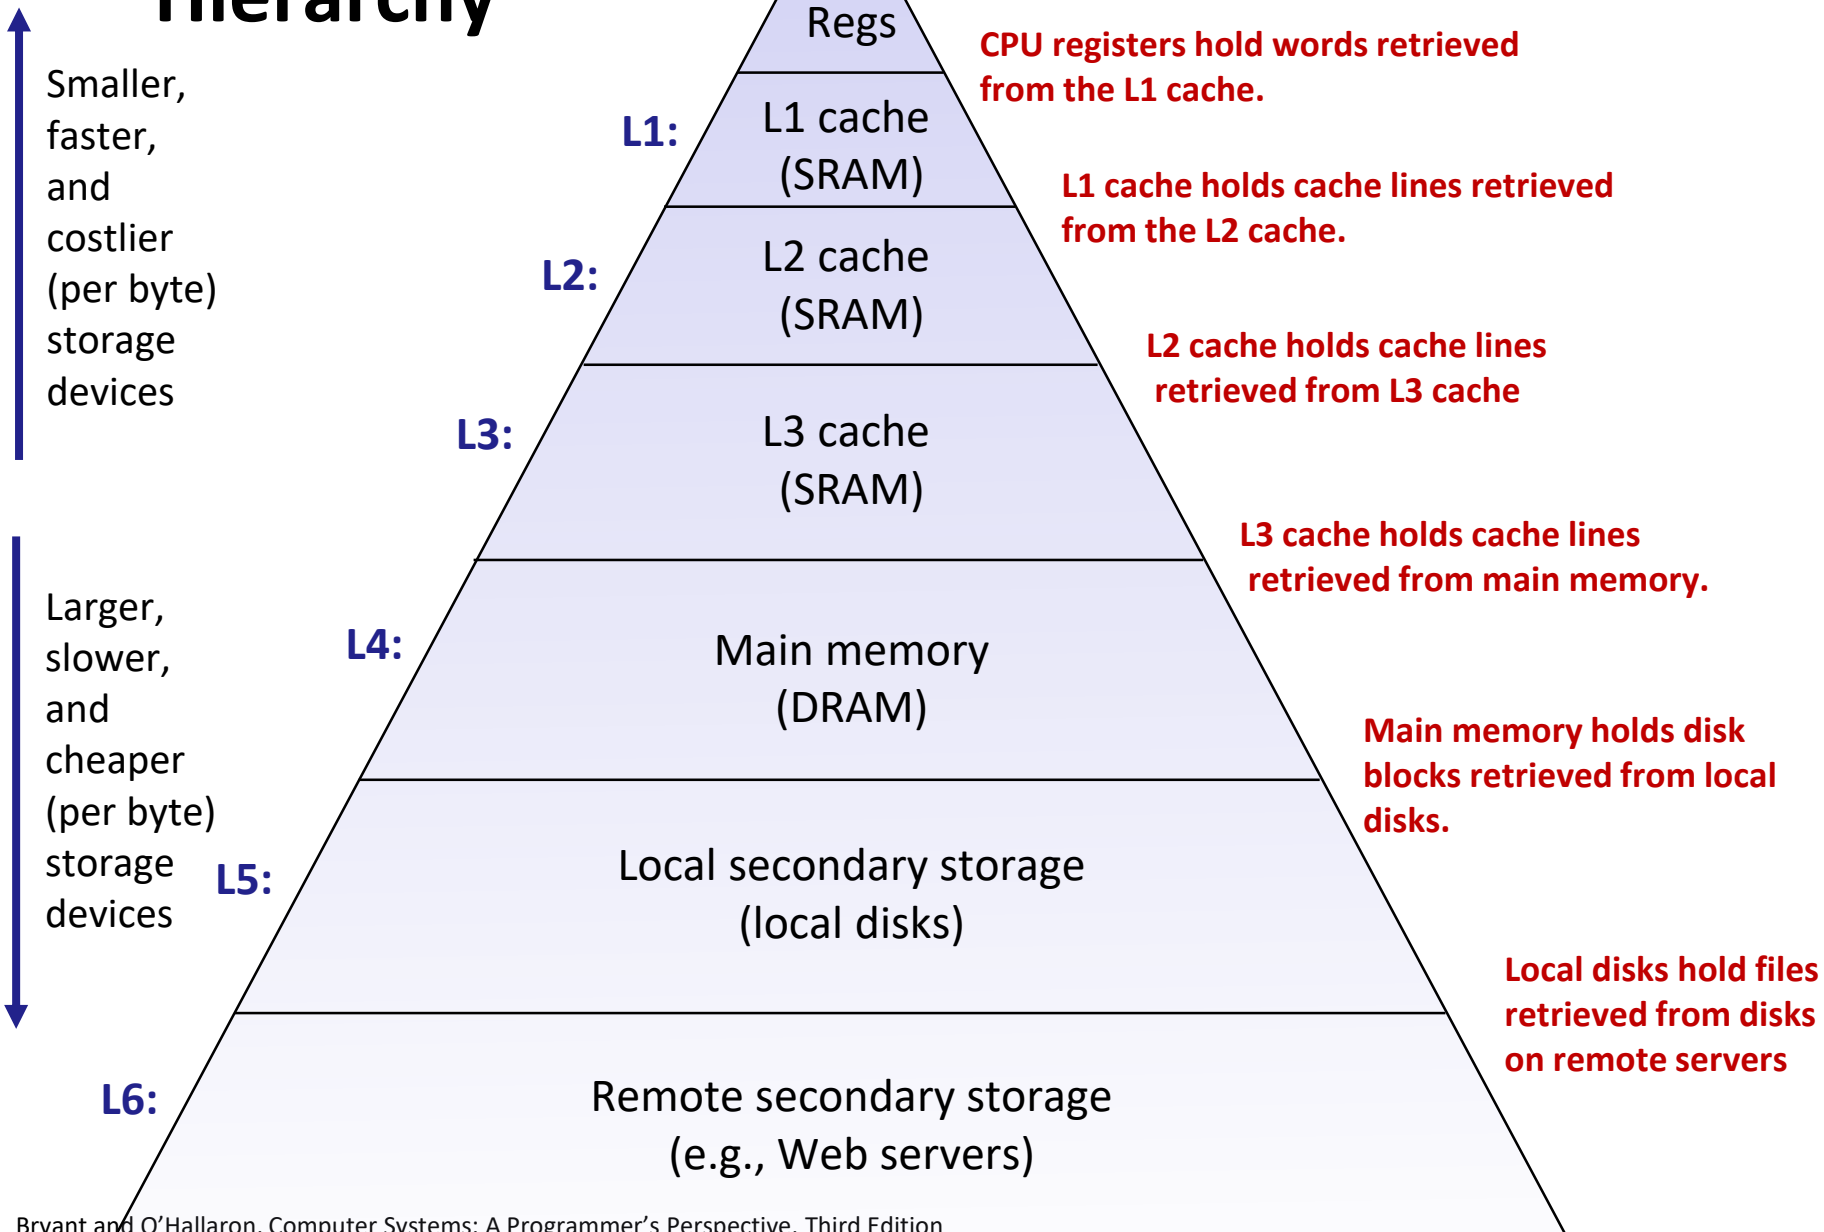 Hierarchy
Smaller,
faster,
and
costlier
(per byte)
storage
devices
Larger,
slower,
and
cheaper
(per byte)
storage
devices
Regs
CPU registers hold words retrieved
from the L1 cache.
L1:
L1 cache
(SRAM)
L1 cache holds cache lines retrieved
from the L2 cache.
L2:
L2 cache
(SRAM)
L2 cache holds cache lines
retrieved from L3 cache
L3:
L3 cache
(SRAM)
L3 cache holds cache lines
retrieved from main memory.
L4:
Main memory
(DRAM)
Main memory holds disk
blocks retrieved from local
disks.
L5:
Local secondary storage
(local disks)
Local disks hold files
retrieved from disks
on remote servers
L6:
Remote secondary storage
(e.g., Web servers)
Bryant and O'Hallaron, Computer Systems: A Programmer's Perspective, Third Edition